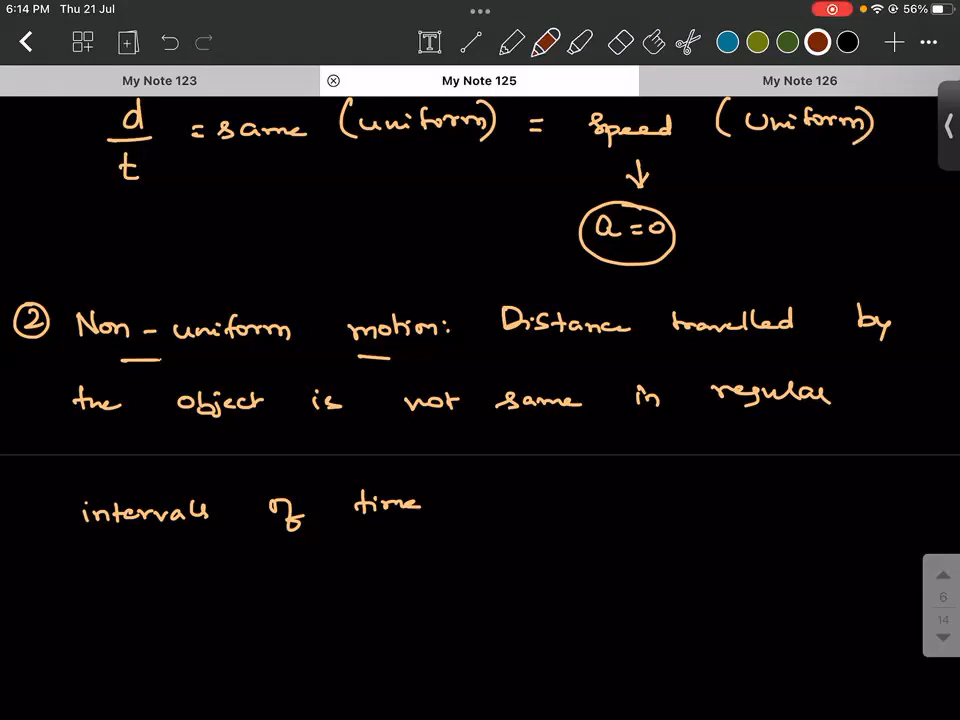 6:14 PM Thu 21 Jul 56%
My Note 123 My Note 125 My Note 126
d/t = same (uniform) = speed (Uniform)
a = 0
2 Non-uniform motion: Distance travelled by
the object is not same in regular
intervals of time
6
14